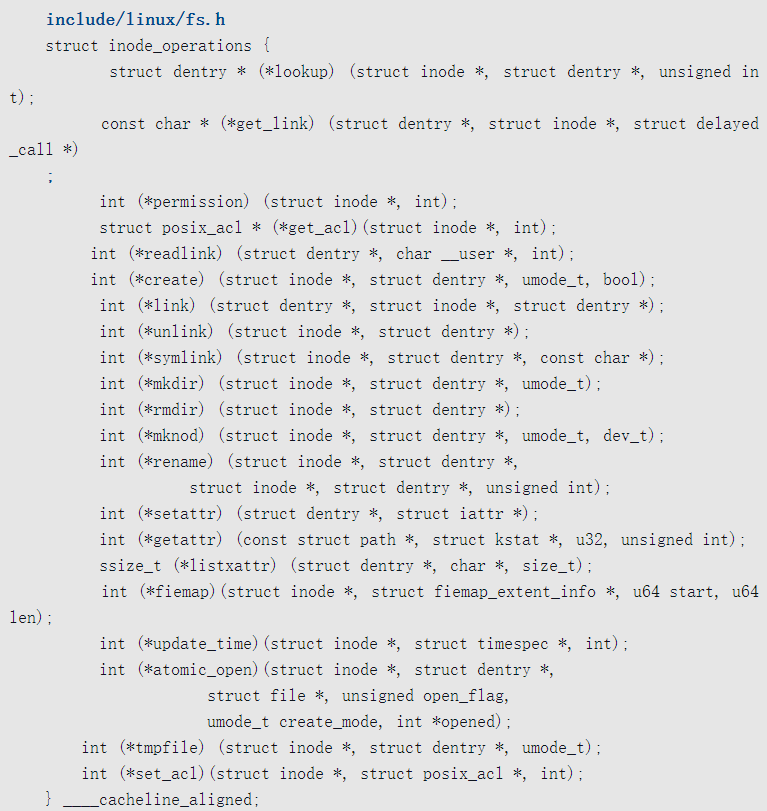 include/linux/fs.h
struct inode_operations {
struct dentry * (*lookup) (struct inode *, struct dentry *, unsigned in
t);
const char * (*get_link) (struct dentry *, struct inode *, struct delayed
_call *)
;
int (*permission) (struct inode *, int);
struct posix_acl * (*get_acl)(struct inode *, int);
int (*readlink) (struct dentry *, char __user *, int);
int (*create) (struct inode *, struct dentry *, umode_t, bool);
int (*link) (struct dentry *, struct inode *, struct dentry *);
int (*unlink) (struct inode *, struct dentry *);
int (*symlink) (struct inode *, struct dentry *, const char *);
int (*mkdir) (struct inode *, struct dentry *, umode_t);
int (*rmdir) (struct inode *, struct dentry *);
int (*mknod) (struct inode *, struct dentry *, umode_t, dev_t);
int (*rename) (struct inode *, struct dentry *,
struct inode *, struct dentry *, unsigned int);
int (*setattr) (struct dentry *, struct iattr *);
int (*getattr) (const struct path *, struct kstat *, u32, unsigned int);
ssize_t (*listxattr) (struct dentry *, char *, size_t);
int (*fiemap)(struct inode *, struct fiemap_extent_info *, u64 start, u64
len);
int (*update_time)(struct inode *, struct timespec *, int);
int (*atomic_open)(struct inode *, struct dentry *,
struct file *, unsigned open_flag,
umode_t create_mode, int *opened);
int (*tmpfile) (struct inode *, struct dentry *, umode_t);
int (*set_acl)(struct inode *, struct posix_acl *, int);
} ____cacheline_aligned;